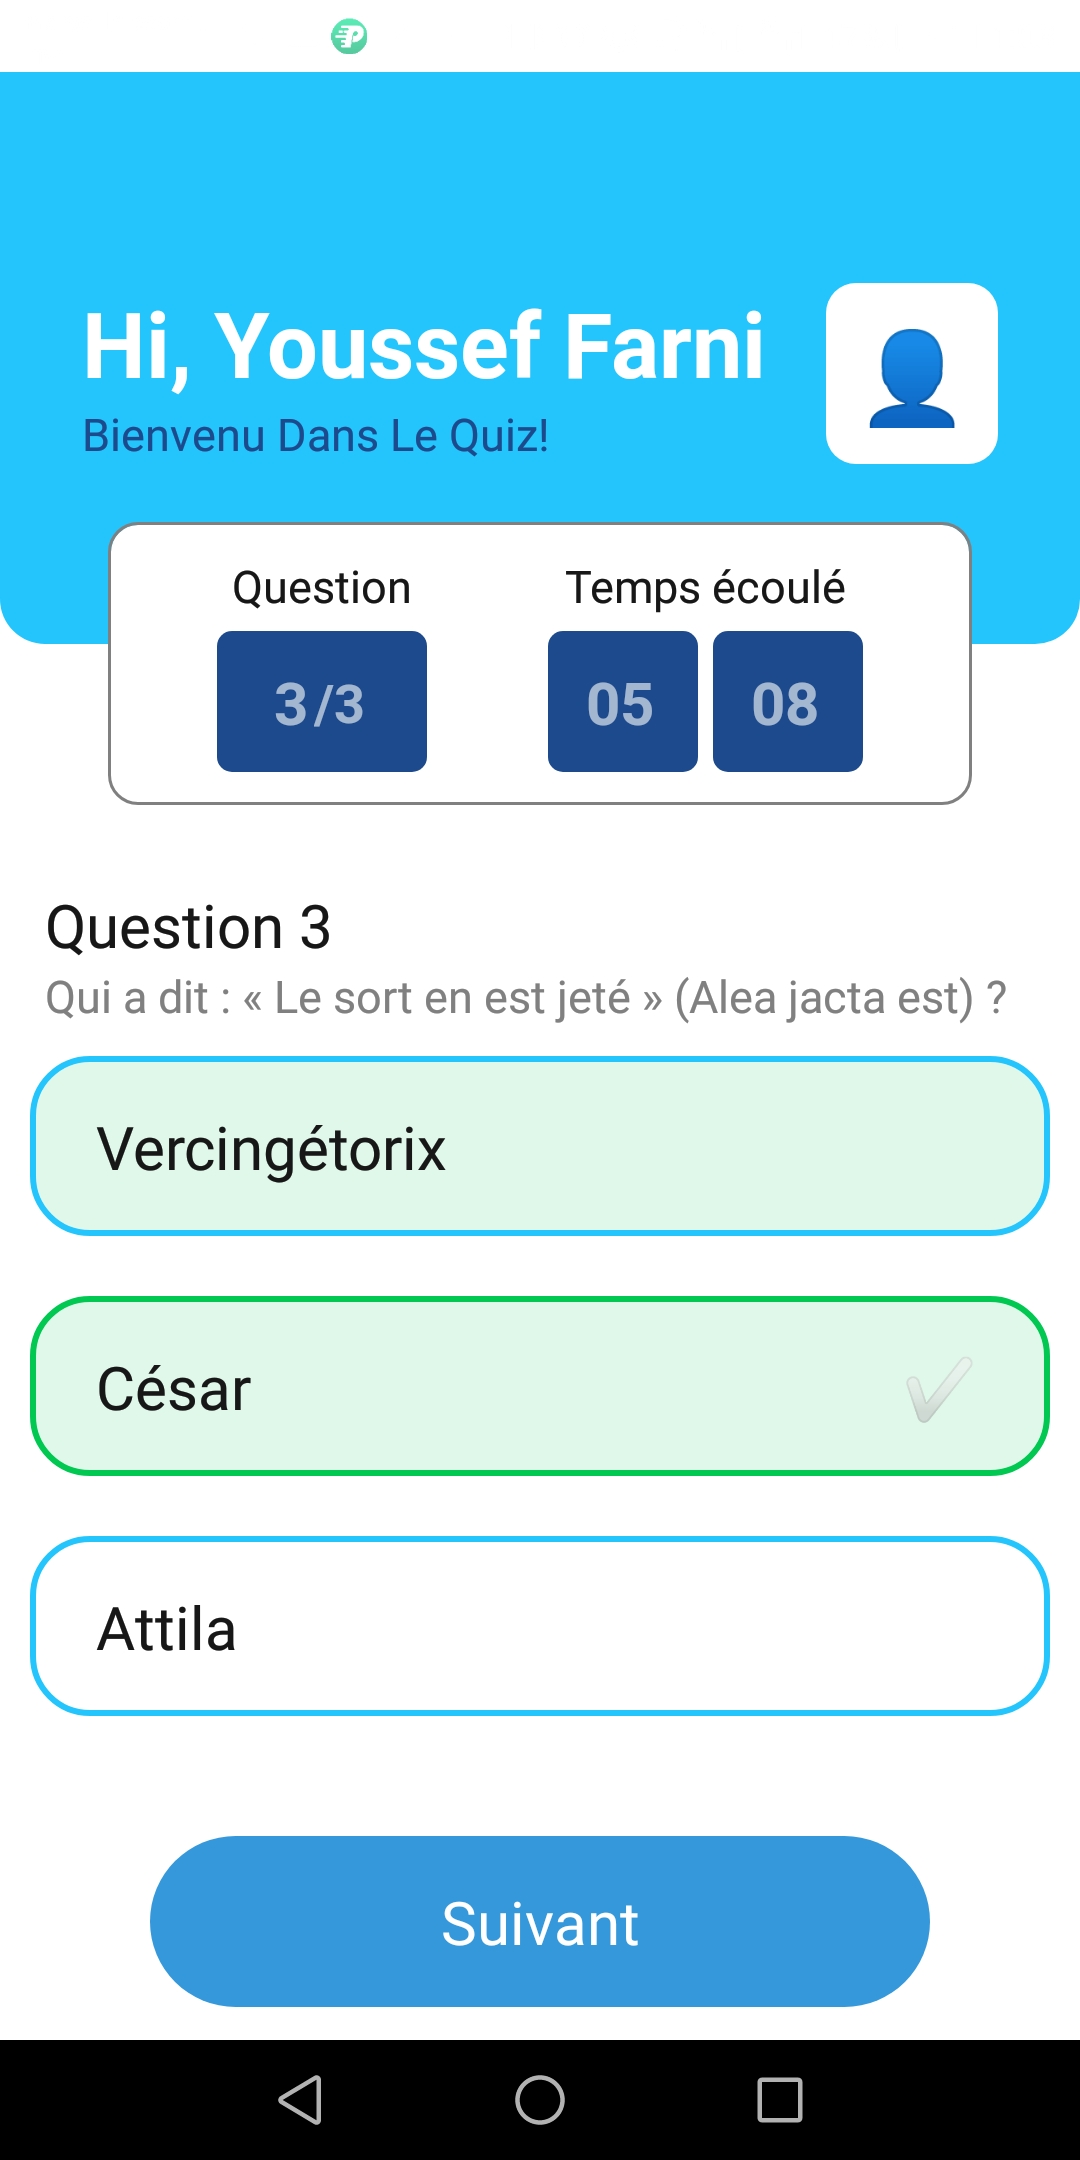 Hi, Youssef Farni
Bienvenu Dans Le Quiz!
Question
Temps écoulé
3/3
05
08
Question 3
Qui a dit : « Le sort en est jeté » (Alea jacta est) ?
Vercingétorix
César
Attila
Suivant